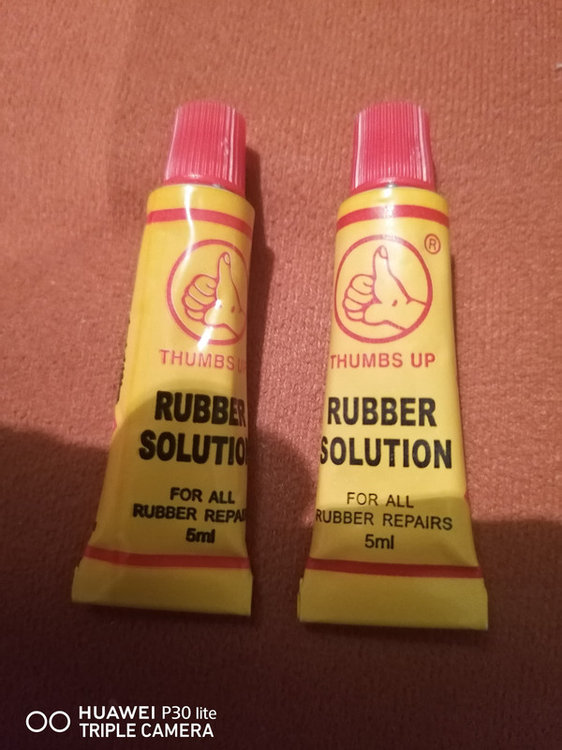 THUMBS UP
RUBBER
SOLUTIO
FOR ALL
RUBBER REPAI
5ml
®
THUMBS UP
RUBBER
SOLUTION
FOR ALL
RUBBER REPAIRS
5ml
HUAWEI P30 lite
TRIPLE CAMERA